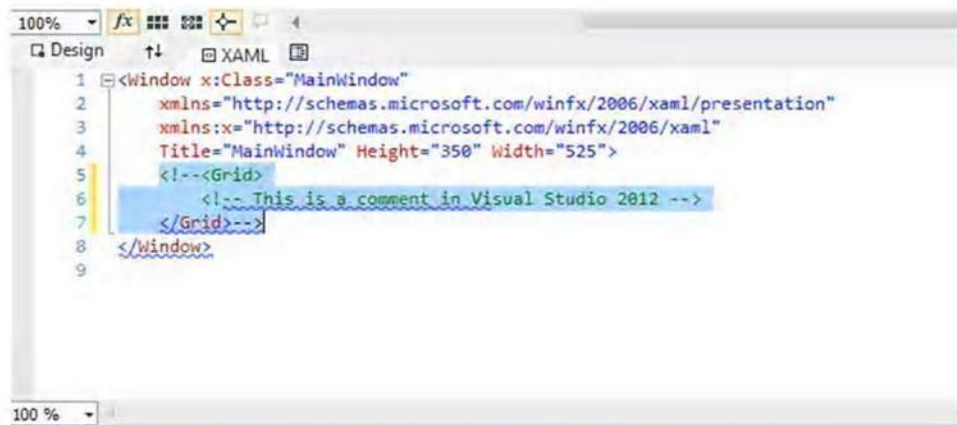 100%
Design XAML
1 <Window x:Class="MainWindow"
2 xmlns="http://schemas.microsoft.com/winfx/2006/xaml/presentation"
3 xmlns:x="http://schemas.microsoft.com/winfx/2006/xaml"
4 Title="MainWindow" Height="350" Width="525">
5 <!--<Grid>
6 <!-- This is a comment in Visual Studio 2012 -->
7 </Grid>-->
8 </Window>
9
100 %